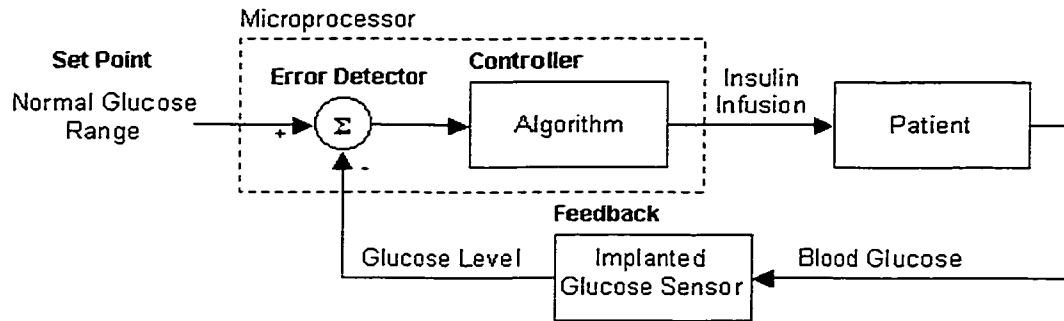 Microprocessor
Set Point
Normal Glucose
Range
Error Detector
+
Σ
-
Controller
Algorithm
Insulin
Infusion
Patient
Feedback
Glucose Level
Implanted
Glucose Sensor
Blood Glucose